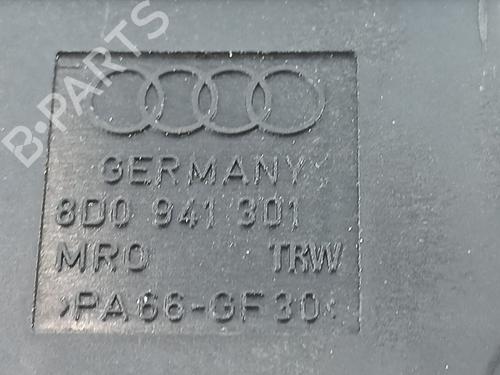 B-PARTS
GERMANY
8D0 941 301
MRO TRW
>PA66-GF30<